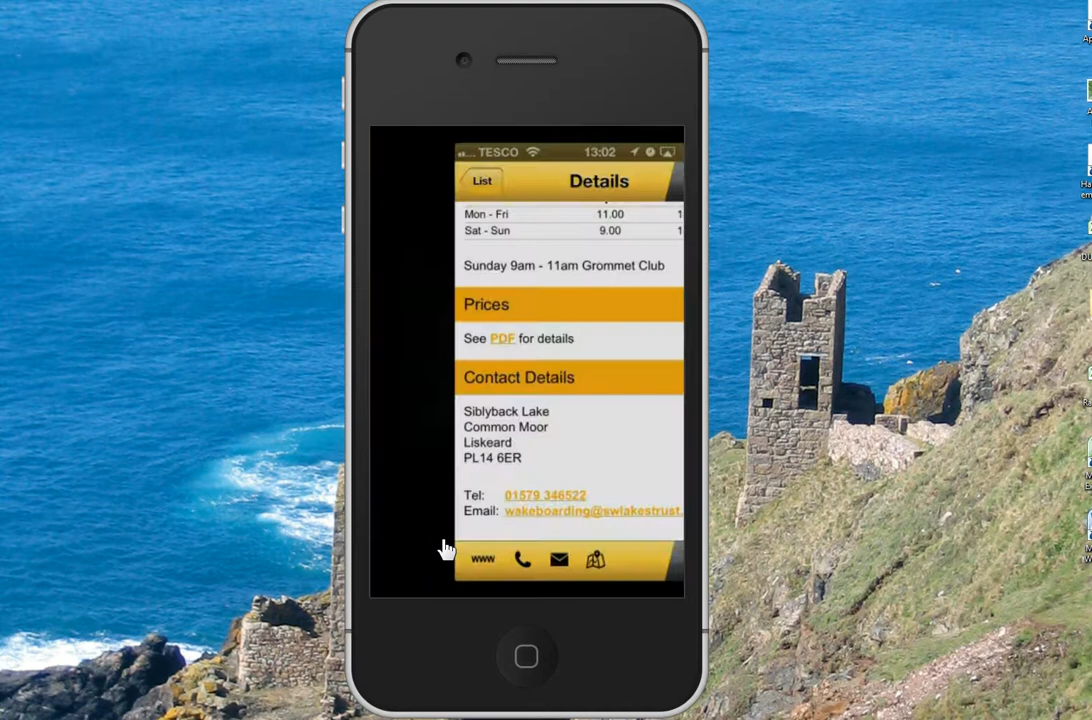 TESCO 13:02
List Details
Mon - Fri 11.00
Sat - Sun 9.00
Sunday 9am - 11am Grommet Club
Prices
See PDF for details
Contact Details
Siblyback Lake
Common Moor
Liskeard
PL14 6ER
Tel: 01579 346522
Email: wakeboarding@swlakestrust.
www